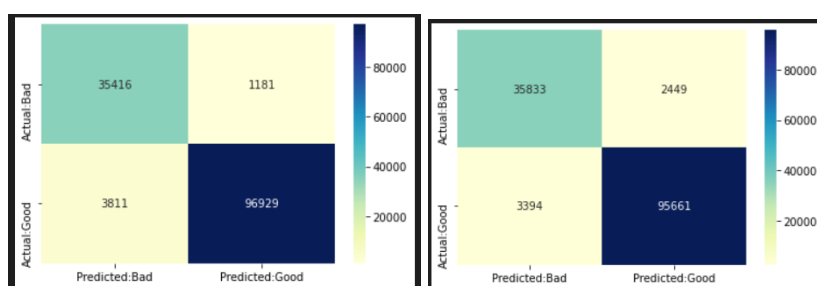 Actual:Bad
35416 1181
Actual:Good
3811 96929
Predicted:Bad Predicted:Good
80000
60000
40000
20000
Actual:Bad
35833 2449
Actual:Good
3394 95661
Predicted:Bad Predicted:Good
80000
60000
40000
20000